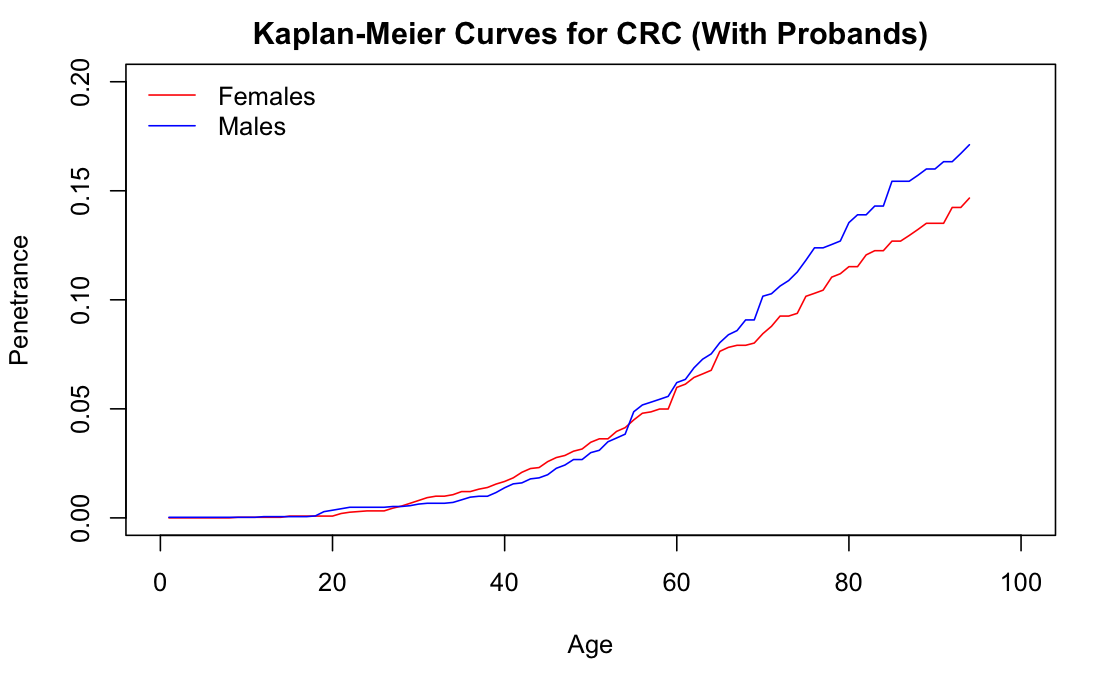 Kaplan-Meier Curves for CRC (With Probands)
Females
Males
0.20
0.15
0.10
0.05
0.00
Penetrance
0 20 40 60 80 100
Age